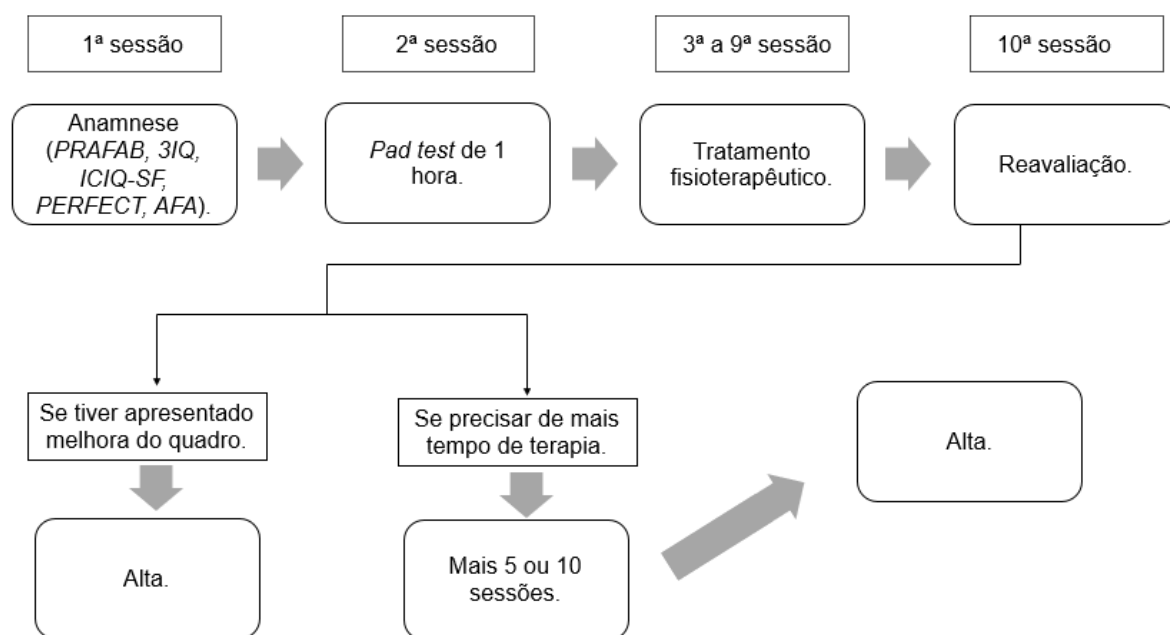 1ª sessão
2ª sessão
3ª a 9ª sessão
10ª sessão
Anamnese
(PRAFAB, 3IQ,
ICIQ-SF,
PERFECT, AFA).
Pad test de 1
hora.
Tratamento
fisioterapêutico.
Reavaliação.
Se tiver apresentado
melhora do quadro.
Se precisar de mais
tempo de terapia.
Alta.
Alta.
Mais 5 ou 10
sessões.